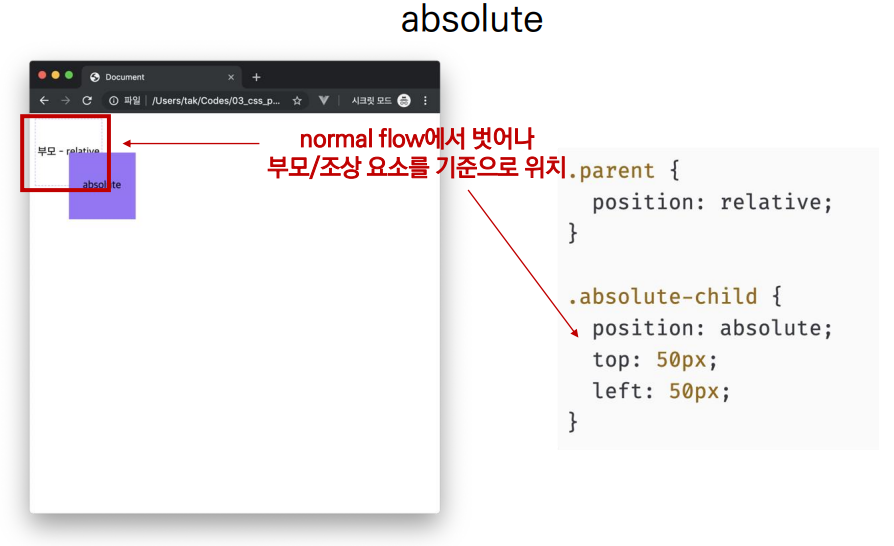 absolute
Document
파일
/Users/tak/Codes/03_css_p...
시크릿 모드
부모 - relative
absolute
normal flow에서 벗어나
부모/조상 요소를 기준으로 위치
.parent {
position: relative;
}
.absolute-child {
position: absolute;
top: 50px;
left: 50px;
}